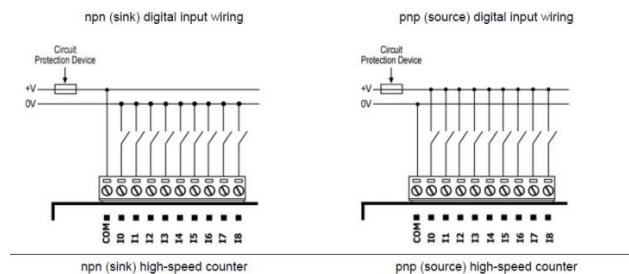 npn (sink) digital input wiring
pnp (source) digital input wiring
Circuit
Protection Device
+V
0V
COM I0 I1 I2 I3 I4 I5 I6 I7 I8
Circuit
Protection Device
+V
0V
COM I0 I1 I2 I3 I4 I5 I6 I7 I8
npn (sink) high-speed counter
pnp (source) high-speed counter